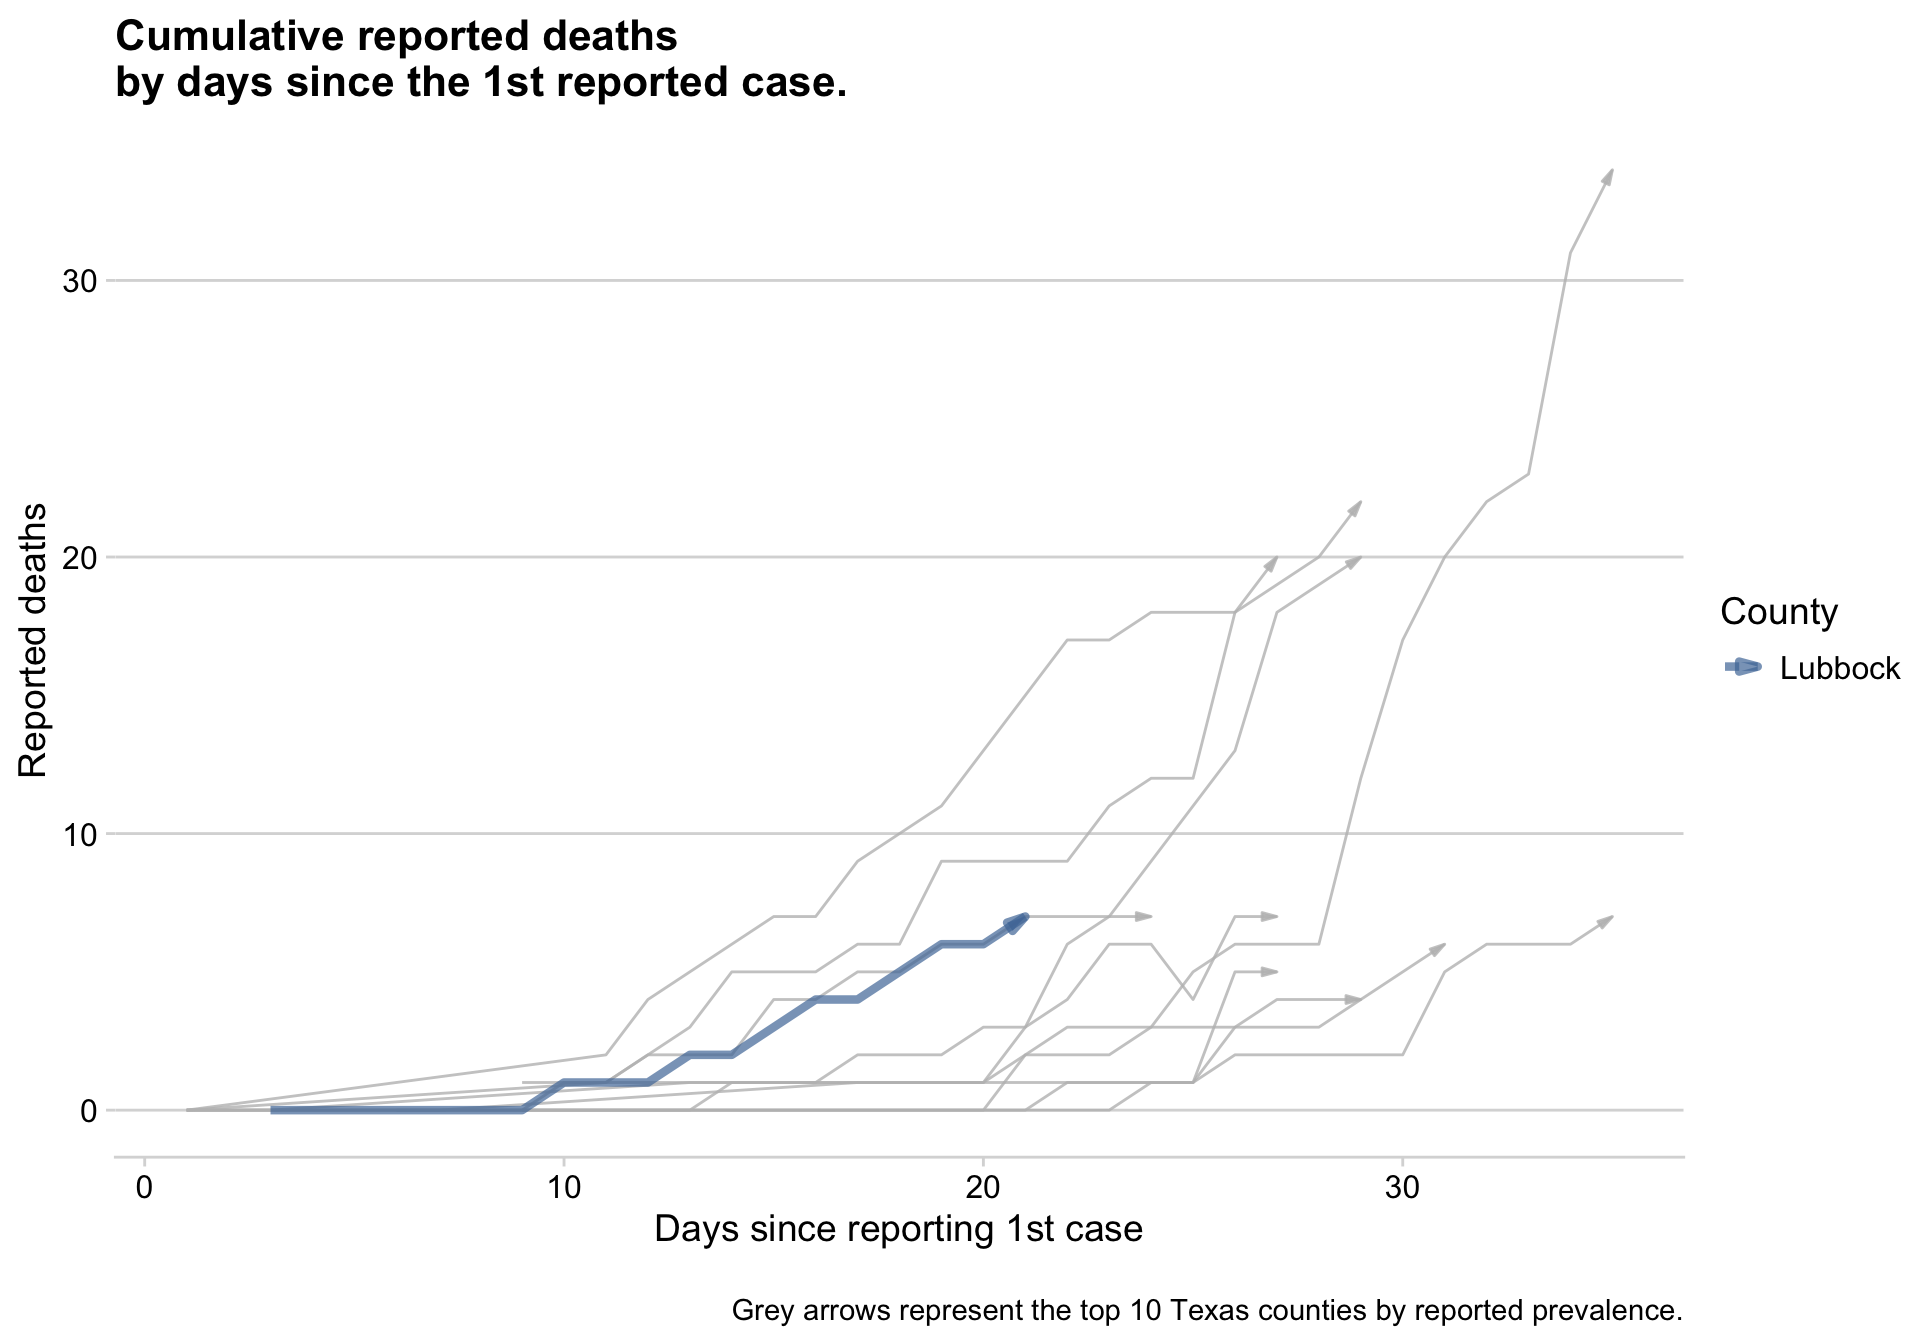 Cumulative reported deaths
by days since the 1st reported case.
Reported deaths
30
20
10
0
0 10 20 30
Days since reporting 1st case
County
Lubbock
Grey arrows represent the top 10 Texas counties by reported prevalence.